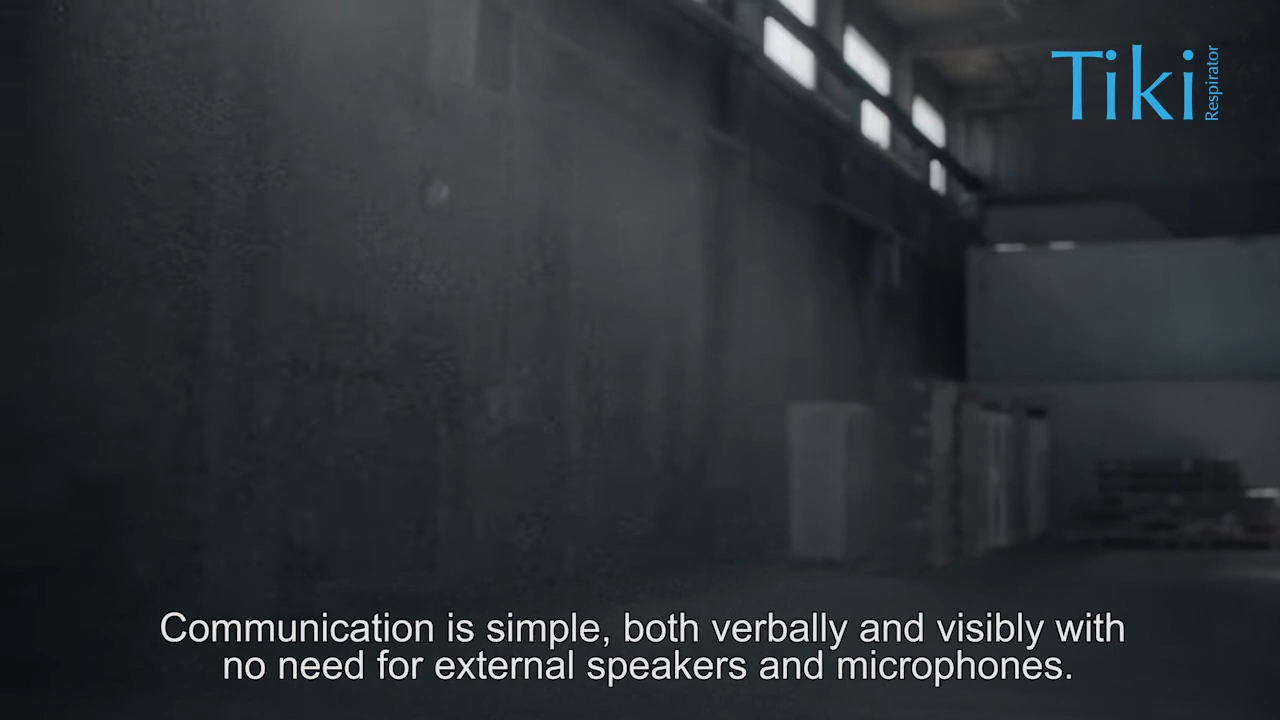 Tiki
Respirator
Communication is simple, both verbally and visibly with
no need for external speakers and microphones.